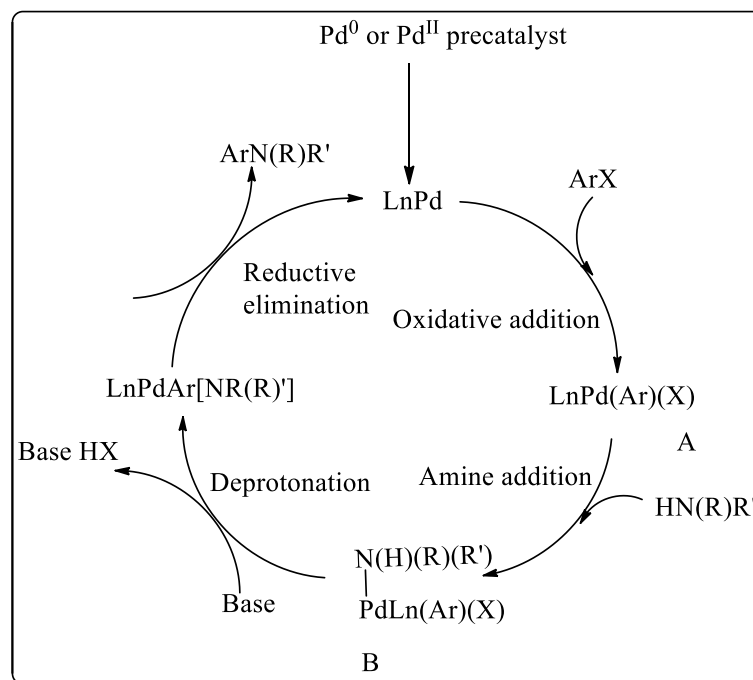 Pd⁰ or Pdᴵᴵ precatalyst
ArN(R)R'
LnPd
ArX
Reductive
elimination
Oxidative addition
LnPdAr[NR(R)']
LnPd(Ar)(X)
A
Base HX
Deprotonation
Amine addition
HN(R)R'
N(H)(R)(R')
PdLn(Ar)(X)
Base
B